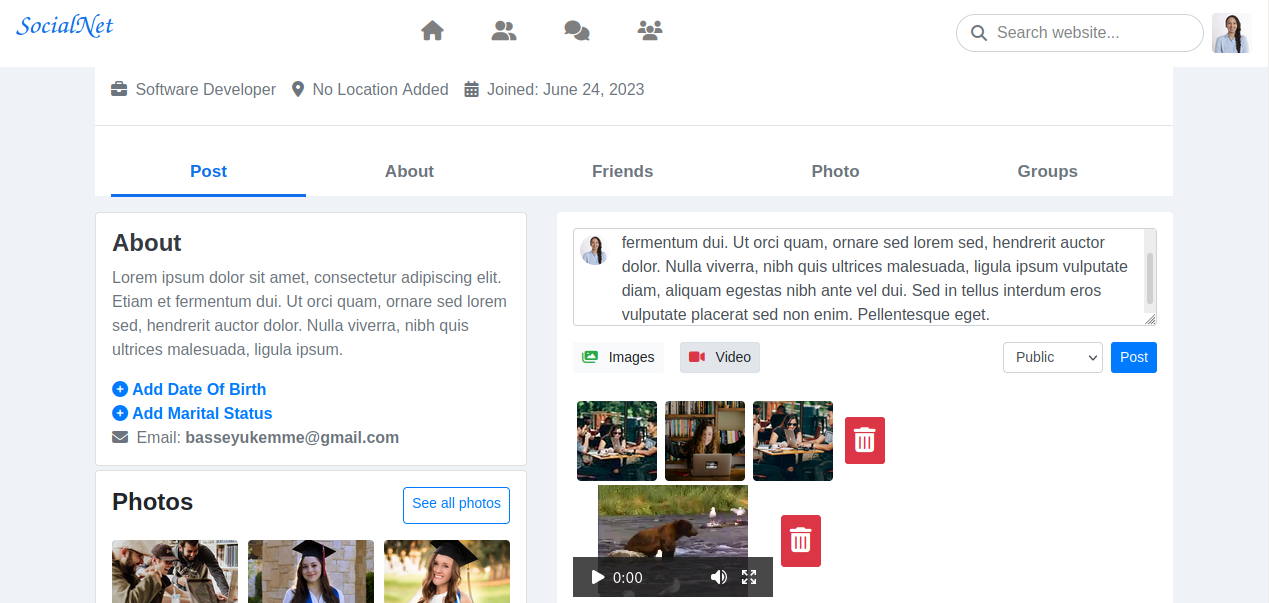 SocialNet
Search website...
Software Developer No Location Added Joined: June 24, 2023
Post About Friends Photo Groups
About
Lorem ipsum dolor sit amet, consectetur adipiscing elit.
Etiam et fermentum dui. Ut orci quam, ornare sed lorem
sed, hendrerit auctor dolor. Nulla viverra, nibh quis
ultrices malesuada, ligula ipsum.
Add Date Of Birth
Add Marital Status
Email: basseyukemme@gmail.com
Photos
See all photos
fermentum dui. Ut orci quam, ornare sed lorem sed, hendrerit auctor
dolor. Nulla viverra, nibh quis ultrices malesuada, ligula ipsum vulputate
diam, aliquam egestas nibh ante vel dui. Sed in tellus interdum eros
vulputate placerat sed non enim. Pellentesque eget.
Images Video Public Post
0:00